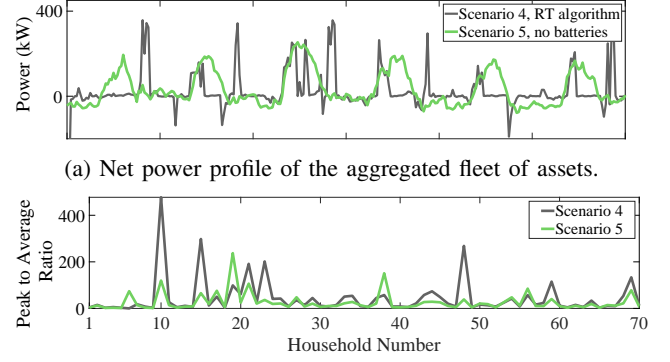 Power (kW)
400
0
Scenario 4, RT algorithm
Scenario 5, no batteries
(a) Net power profile of the aggregated fleet of assets.
Peak to Average
Ratio
400
200
0
Scenario 4
Scenario 5
1 10 20 30 40 50 60 70
Household Number